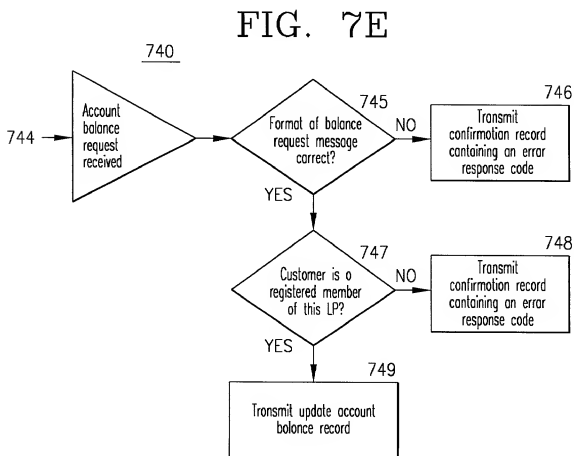 FIG. 7E
740
744
Account
balance
request
received
745
Format of balance
request message
correct?
NO
YES
746
Transmit
confirmation record
containing an error
response code
747
Customer is a
registered member
of this LP?
NO
YES
748
Transmit
confirmation record
containing an error
response code
749
Transmit update account
balance record